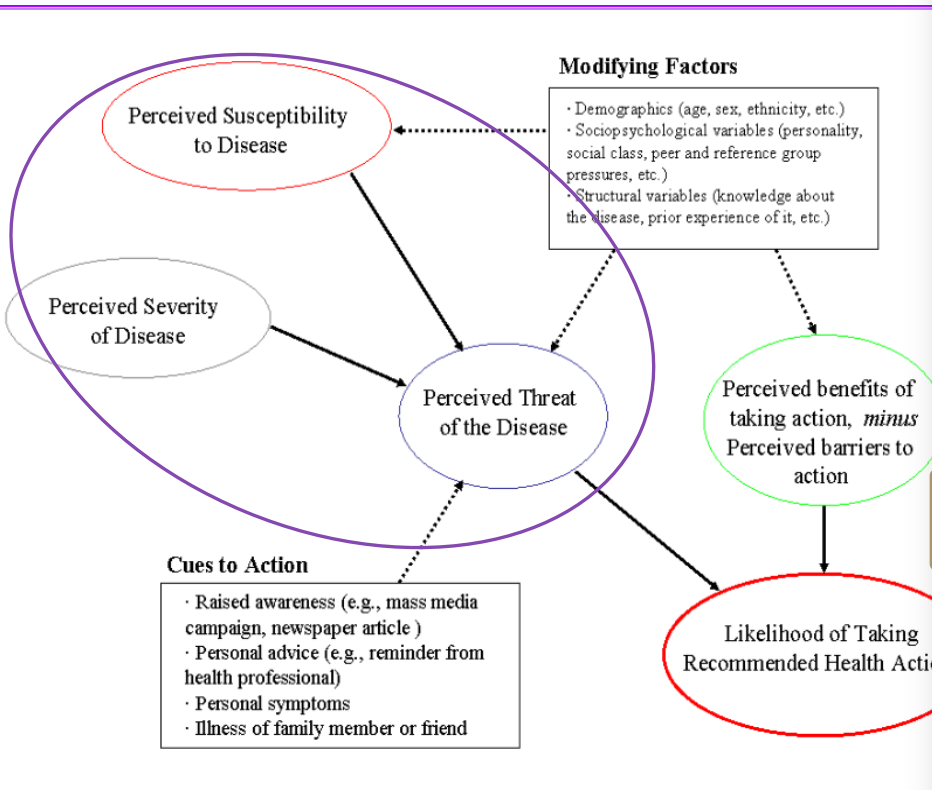 Modifying Factors
Perceived Susceptibility
to Disease
· Demographics (age, sex, ethnicity, etc.)
· Sociopsychological variables (personality,
social class, peer and reference group
pressures, etc.)
· Structural variables (knowledge about
the disease, prior experience of it, etc.)
Perceived Severity
of Disease
Perceived Threat
of the Disease
Perceived benefits of
taking action, minus
Perceived barriers to
action
Cues to Action
· Raised awareness (e.g., mass media
campaign, newspaper article )
· Personal advice (e.g., reminder from
health professional)
· Personal symptoms
· Illness of family member or friend
Likelihood of Taking
Recommended Health